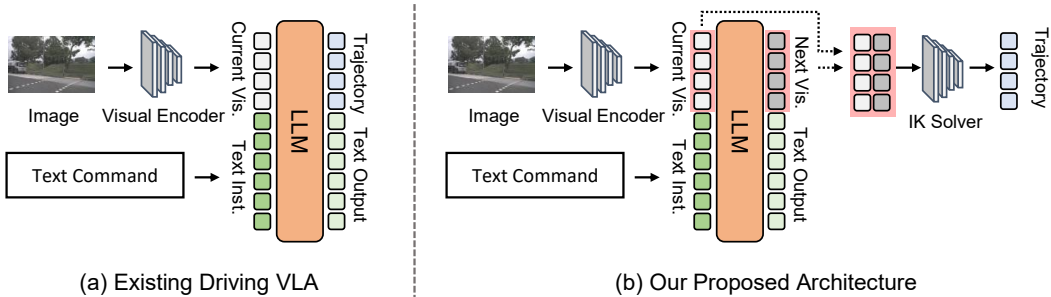 Image
Visual Encoder
Text Command
Current Vis.
Text Inst.
LLM
Trajectory
Text Output
(a) Existing Driving VLA
Image
Visual Encoder
Text Command
Current Vis.
Text Inst.
LLM
Next Vis.
Text Output
IK Solver
Trajectory
(b) Our Proposed Architecture